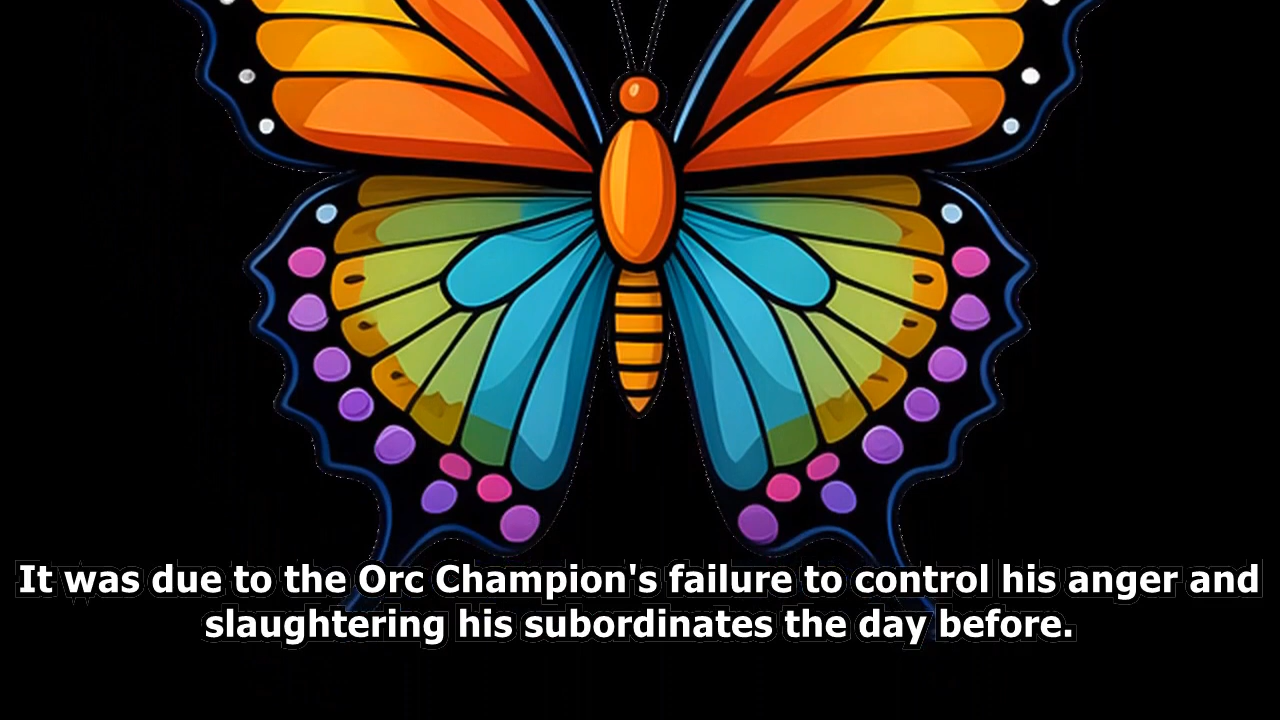 It was due to the Orc Champion's failure to control his anger and
slaughtering his subordinates the day before.